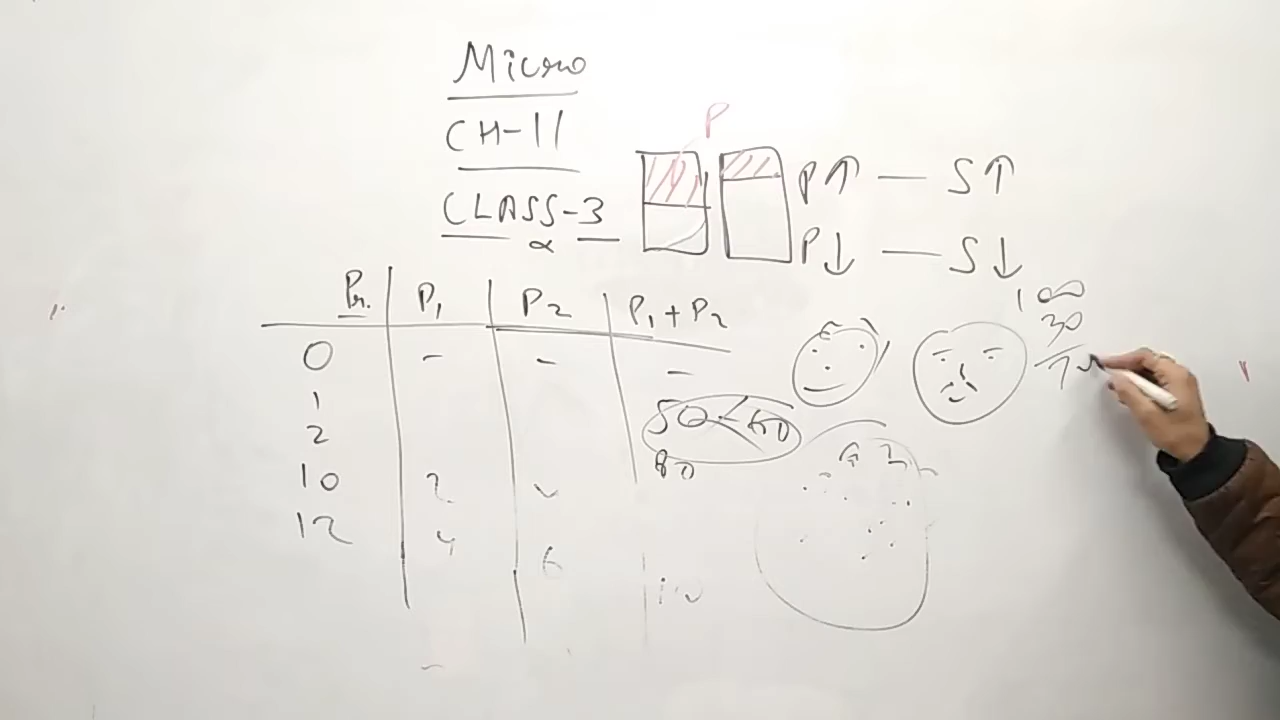 Micro
CH-11
CLASS-3
P
P↑ — S↑
P↓ — S↓
Pr. P₁ P₂ P₁ + P₂
0 - - -
1
2
10 2
12 4
50 < 60
80
6
100
30
70